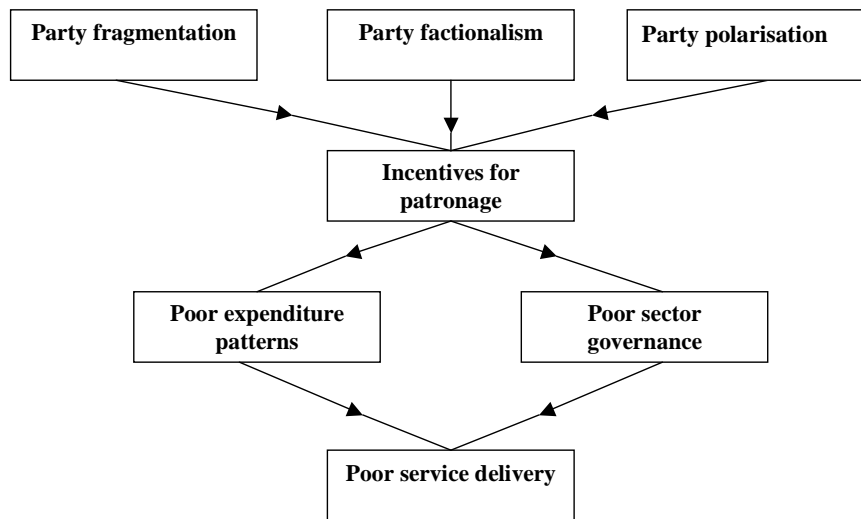 Party fragmentation
Party factionalism
Party polarisation
Incentives for
patronage
Poor expenditure
patterns
Poor sector
governance
Poor service delivery